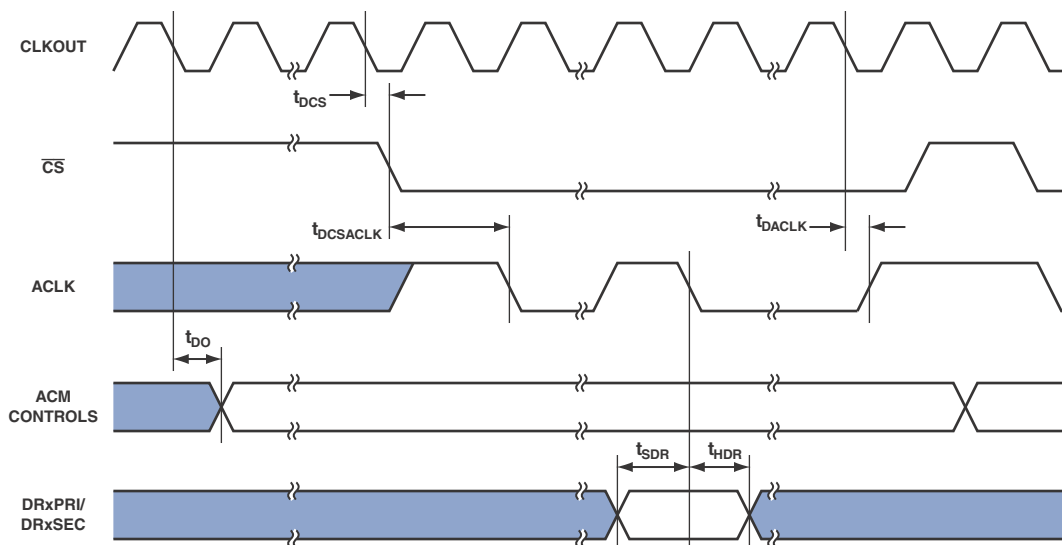 CLKOUT
tDCS
CS
tDCSACLK
tDACLK
ACLK
tDO
ACM
CONTROLS
tSDR
tHDR
DRxPRI/
DRxSEC